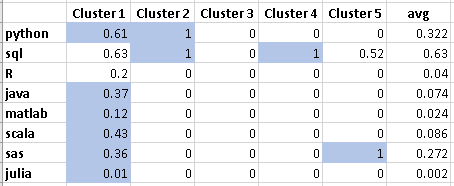 Cluster 1 Cluster 2 Cluster 3 Cluster 4 Cluster 5 avg
python 0.61 1 0 0 0 0.322
sql 0.63 1 0 1 0.52 0.63
R 0.2 0 0 0 0 0.04
java 0.37 0 0 0 0 0.074
matlab 0.12 0 0 0 0 0.024
scala 0.43 0 0 0 0 0.086
sas 0.36 0 0 0 1 0.272
julia 0.01 0 0 0 0 0.002